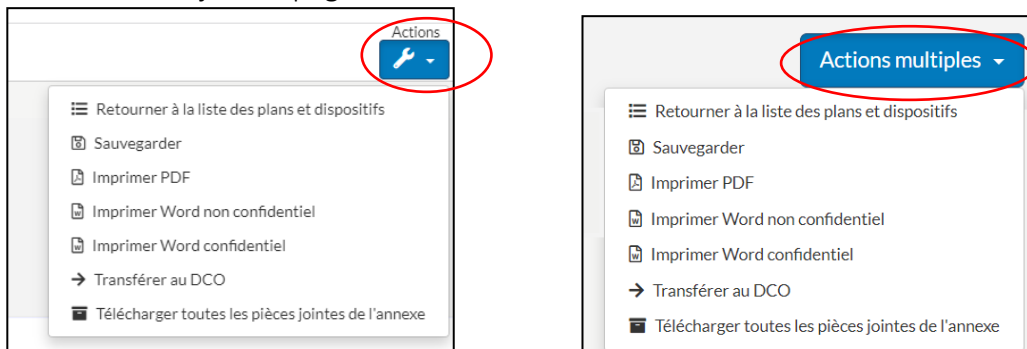 Actions
Retourner à la liste des plans et dispositifs
Sauvegarder
Imprimer PDF
Imprimer Word non confidentiel
Imprimer Word confidentiel
Transférer au DCO
Télécharger toutes les pièces jointes de l'annexe
Actions multiples
Retourner à la liste des plans et dispositifs
Sauvegarder
Imprimer PDF
Imprimer Word non confidentiel
Imprimer Word confidentiel
Transférer au DCO
Télécharger toutes les pièces jointes de l'annexe